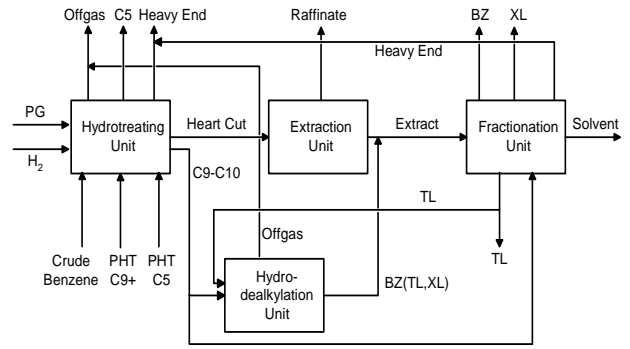 Offgas C5 Heavy End
Raffinate
BZ XL
Heavy End
PG
H2
Hydrotreating
Unit
Heart Cut
Extraction
Unit
Extract
Fractionation
Unit
Solvent
C9-C10
TL
Offgas
TL
Crude
Benzene
PHT
C9+
PHT
C5
Hydro-
dealkylation
Unit
BZ(TL,XL)